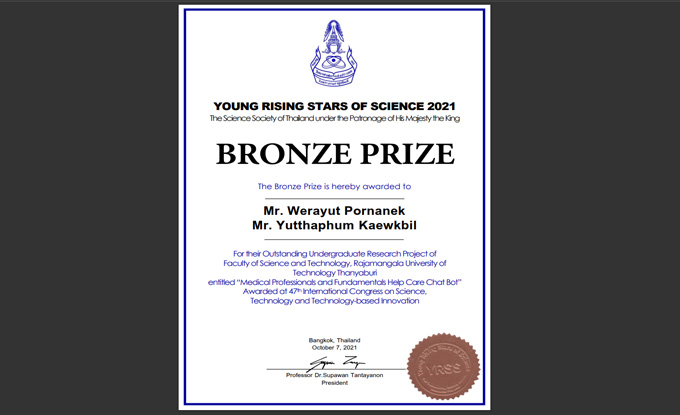 YOUNG RISING STARS OF SCIENCE 2021
The Science Society of Thailand under the Patronage of His Majesty the King
BRONZE PRIZE
The Bronze Prize is hereby awarded to
Mr. Werayut Pornanek
Mr. Yutthaphum Kaewkbil
For their Outstanding Undergraduate Research Project of
Faculty of Science and Technology, Rajamangala University of
Technology Thanyaburi
entitled “Medical Professionals and Fundamentals Help Care Chat Bot”
Awarded at 47th International Congress on Science,
Technology and Technology-based Innovation
Bangkok, Thailand
October 7, 2021
Professor Dr.Supawan Tantayanon
President
YRSS